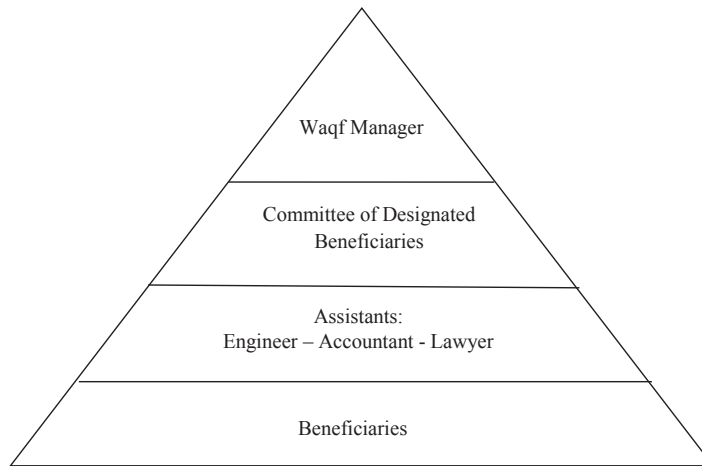 Waqf Manager
Committee of Designated
Beneficiaries
Assistants:
Engineer – Accountant - Lawyer
Beneficiaries